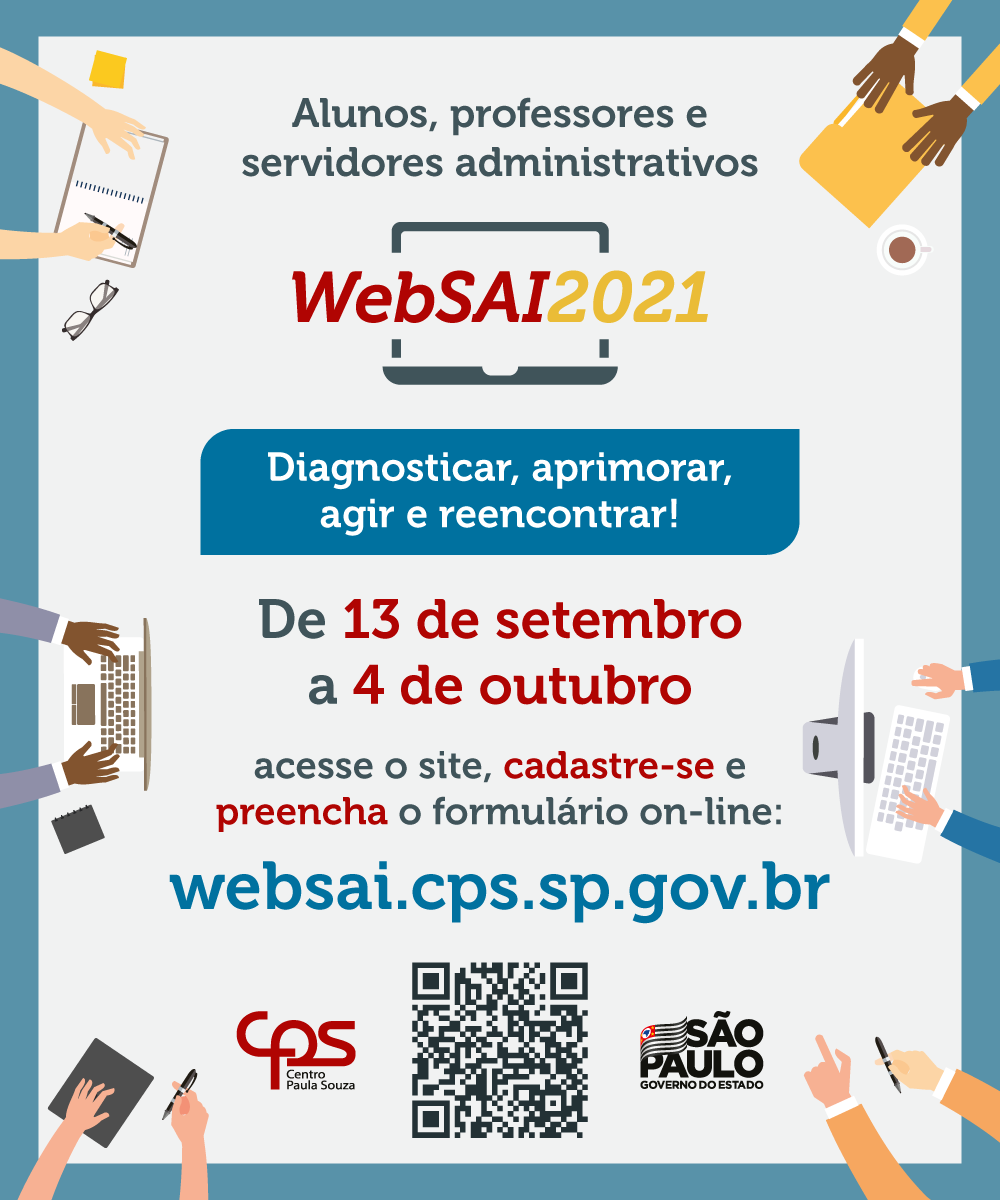 Alunos, professores e
servidores administrativos
WebSAI2021
Diagnosticar, aprimorar,
agir e reencontrar!
De 13 de setembro
a 4 de outubro
acesse o site, cadastre-se e
preencha o formulário on-line:
websai.cps.sp.gov.br
cps
Centro
Paula Souza
SÃO
PAULO
GOVERNO DO ESTADO